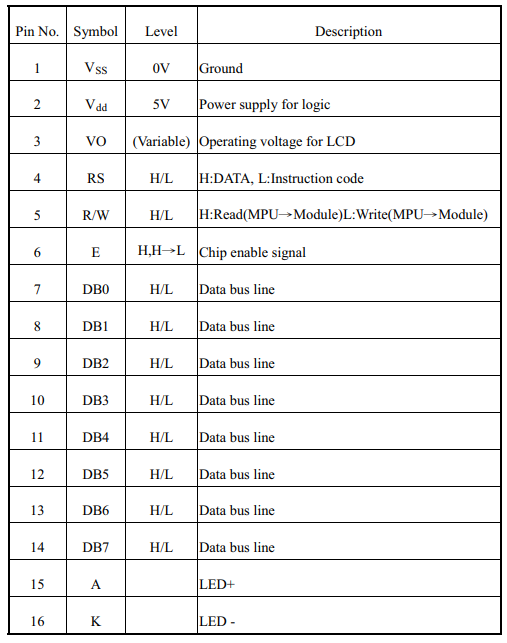 Pin No. Symbol Level Description
1 VSS 0V Ground
2 Vdd 5V Power supply for logic
3 VO (Variable) Operating voltage for LCD
4 RS H/L H:DATA, L:Instruction code
5 R/W H/L H:Read(MPU→Module)L:Write(MPU→Module)
6 E H,H→L Chip enable signal
7 DB0 H/L Data bus line
8 DB1 H/L Data bus line
9 DB2 H/L Data bus line
10 DB3 H/L Data bus line
11 DB4 H/L Data bus line
12 DB5 H/L Data bus line
13 DB6 H/L Data bus line
14 DB7 H/L Data bus line
15 A LED+
16 K LED -